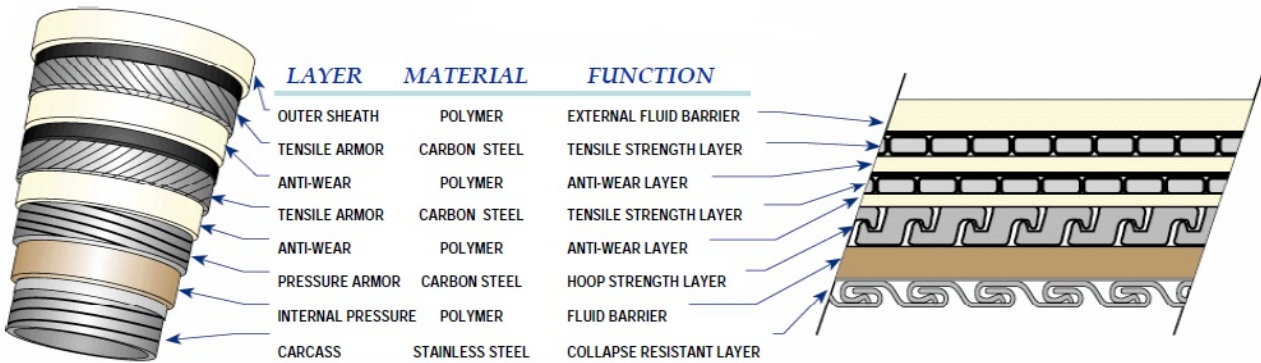 LAYER MATERIAL FUNCTION
OUTER SHEATH POLYMER EXTERNAL FLUID BARRIER
TENSILE ARMOR CARBON STEEL TENSILE STRENGTH LAYER
ANTI-WEAR POLYMER ANTI-WEAR LAYER
TENSILE ARMOR CARBON STEEL TENSILE STRENGTH LAYER
ANTI-WEAR POLYMER ANTI-WEAR LAYER
PRESSURE ARMOR CARBON STEEL HOOP STRENGTH LAYER
INTERNAL PRESSURE POLYMER FLUID BARRIER
CARCASS STAINLESS STEEL COLLAPSE RESISTANT LAYER